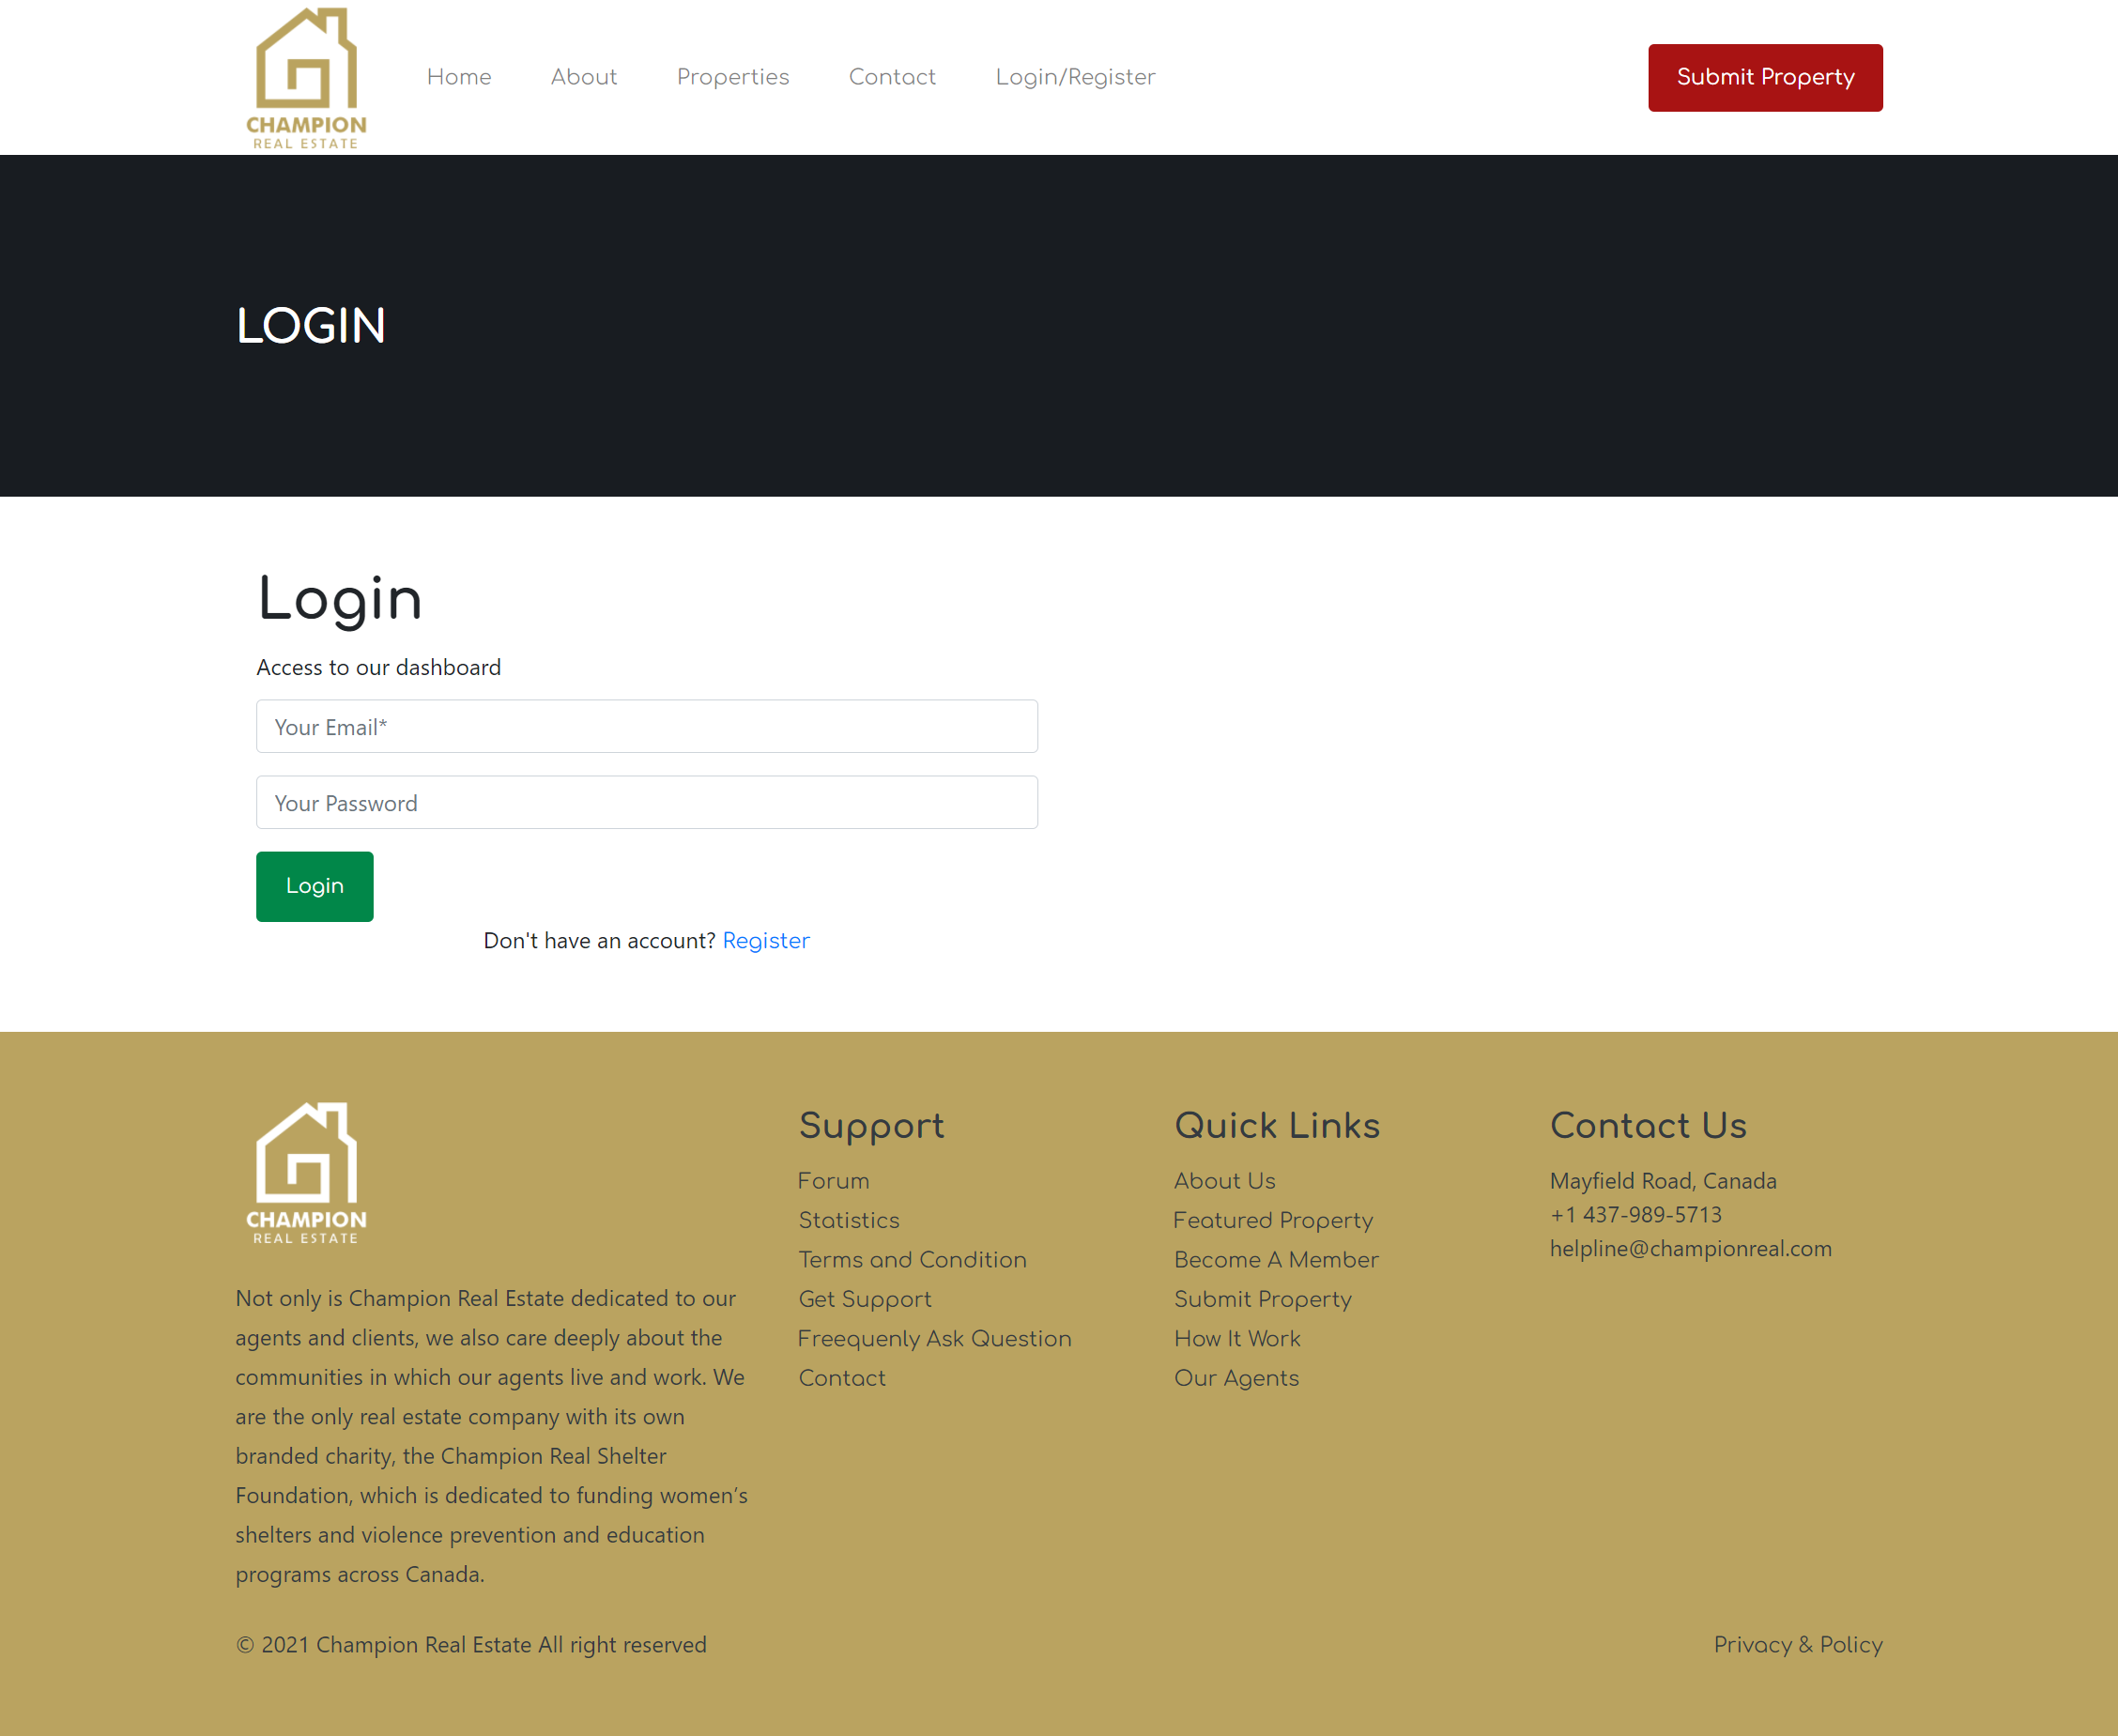 CHAMPION
REAL ESTATE
Home
About
Properties
Contact
Login/Register
Submit Property
LOGIN
Login
Access to our dashboard
Your Email*
Your Password
Login
Don't have an account? Register
CHAMPION
REAL ESTATE
Not only is Champion Real Estate dedicated to our
agents and clients, we also care deeply about the
communities in which our agents live and work. We
are the only real estate company with its own
branded charity, the Champion Real Shelter
Foundation, which is dedicated to funding women’s
shelters and violence prevention and education
programs across Canada.
Support
Forum
Statistics
Terms and Condition
Get Support
Freequenly Ask Question
Contact
Quick Links
About Us
Featured Property
Become A Member
Submit Property
How It Work
Our Agents
Contact Us
Mayfield Road, Canada
+1 437-989-5713
helpline@championreal.com
© 2021 Champion Real Estate All right reserved
Privacy & Policy